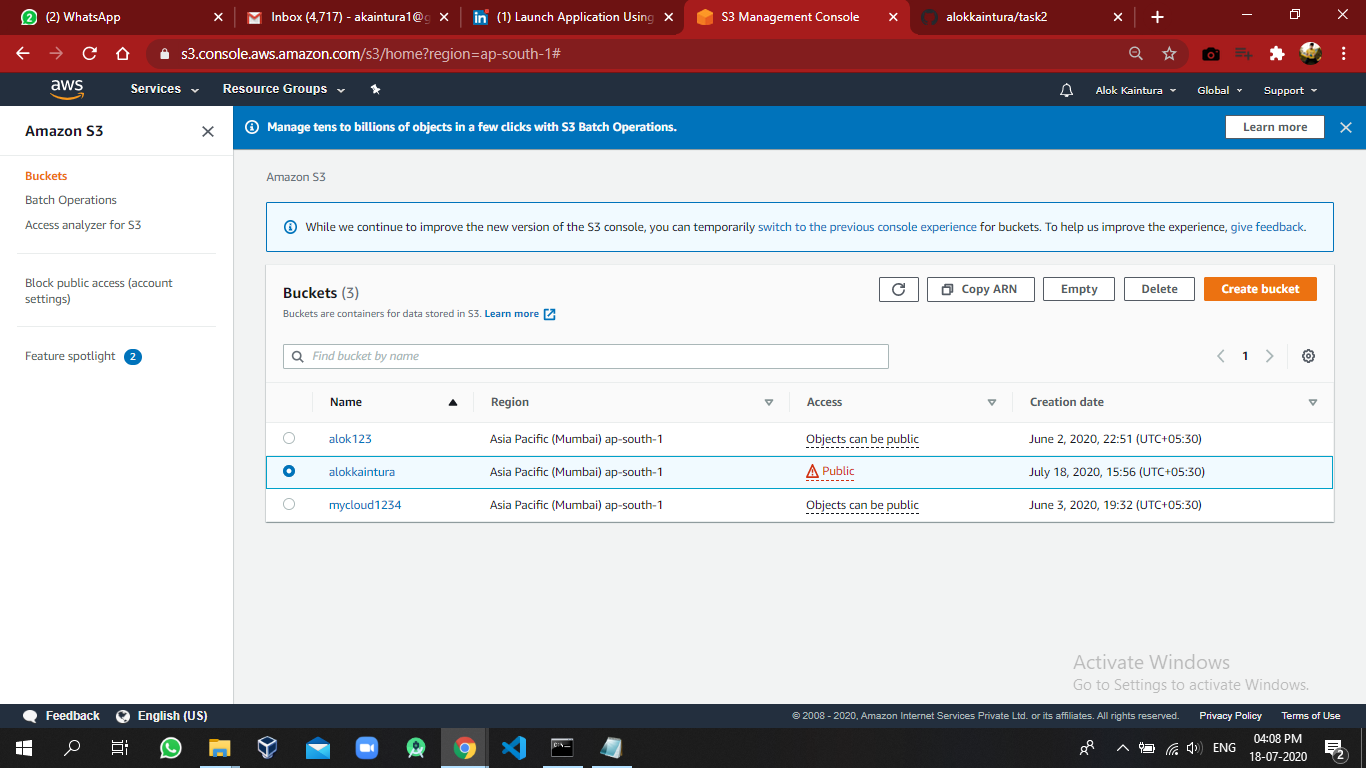 (2) WhatsApp
Inbox (4,717) - akaintura1@g
(1) Launch Application Using
S3 Management Console
alokkaintura/task2
s3.console.aws.amazon.com/s3/home?region=ap-south-1#
aws
Services
Resource Groups
Alok Kaintura
Global
Support
Amazon S3
Manage tens to billions of objects in a few clicks with S3 Batch Operations.
Learn more
Buckets
Batch Operations
Access analyzer for S3
Block public access (account
settings)
Feature spotlight 2
Amazon S3
While we continue to improve the new version of the S3 console, you can temporarily switch to the previous console experience for buckets. To help us improve the experience, give feedback.
Buckets (3)
Copy ARN
Empty
Delete
Create bucket
Buckets are containers for data stored in S3. Learn more
Find bucket by name
1
Name Region Access Creation date
alok123 Asia Pacific (Mumbai) ap-south-1 Objects can be public June 2, 2020, 22:51 (UTC+05:30)
alokkaintura Asia Pacific (Mumbai) ap-south-1 Public July 18, 2020, 15:56 (UTC+05:30)
mycloud1234 Asia Pacific (Mumbai) ap-south-1 Objects can be public June 3, 2020, 19:32 (UTC+05:30)
Activate Windows
Go to Settings to activate Windows.
Feedback
English (US)
© 2008 - 2020, Amazon Internet Services Private Ltd. or its affiliates. All rights reserved.
Privacy Policy
Terms of Use
ENG
04:08 PM
18-07-2020
2